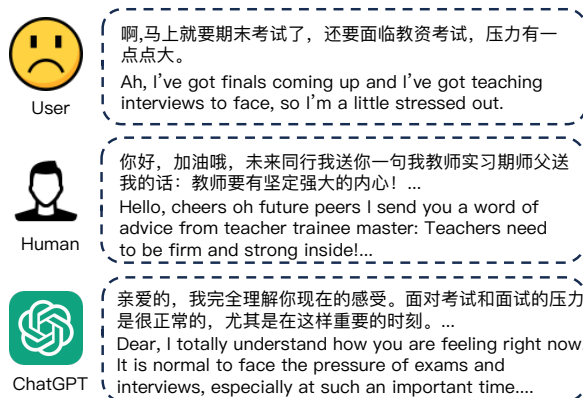 啊,马上就要期末考试了，还要面临教资考试，压力有一
点点大。
Ah, I've got finals coming up and I've got teaching
interviews to face, so I'm a little stressed out.
User
你好，加油哦，未来同行我送你一句我教师实习期师父送
我的话：教师要有坚定强大的内心！...
Hello, cheers oh future peers I send you a word of
advice from teacher trainee master: Teachers need
to be firm and strong inside!...
Human
亲爱的，我完全理解你现在的感受。面对考试和面试的压力
是很正常的，尤其是在这样重要的时刻。...
Dear, I totally understand how you are feeling right now
It is normal to face the pressure of exams and
interviews, especially at such an important time....
ChatGPT